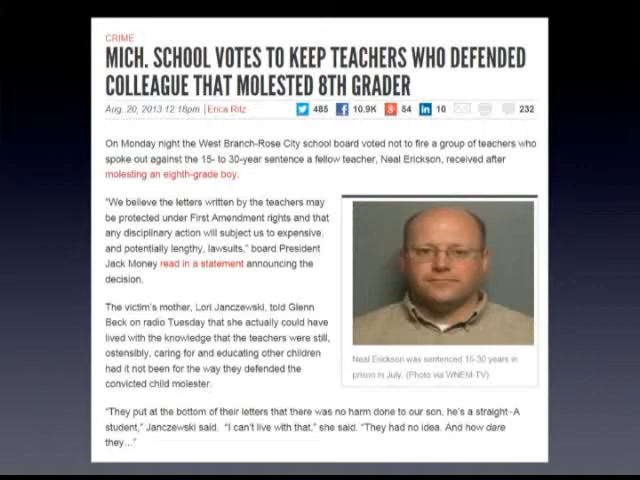 CRIME
MICH. SCHOOL VOTES TO KEEP TEACHERS WHO DEFENDED
COLLEAGUE THAT MOLESTED 8TH GRADER
Aug. 20, 2013 12:18pm | Erica Ritz
485 10.9K 54 10 232
On Monday night the West Branch-Rose City school board voted not to fire a group of teachers who
spoke out against the 15- to 30-year sentence a fellow teacher, Neal Erickson, received after
molesting an eighth-grade boy.
"We believe the letters written by the teachers may
be protected under First Amendment rights and that
any disciplinary action will subject us to expensive,
and potentially lengthy, lawsuits," board President
Jack Money read in a statement announcing the
decision.
The victim's mother, Lori Janczewski, told Glenn
Beck on radio Tuesday that she actually could have
lived with the knowledge that the teachers were still,
ostensibly, caring for and educating other children
had it not been for the way they defended the
convicted child molester.
Neal Erickson was sentenced 15-30 years in
prison in July. (Photo via WNEM-TV)
"They put at the bottom of their letters that there was no harm done to our son, he's a straight-A
student," Janczewski said. "I can't live with that," she said. "They had no idea. And how dare
they…"